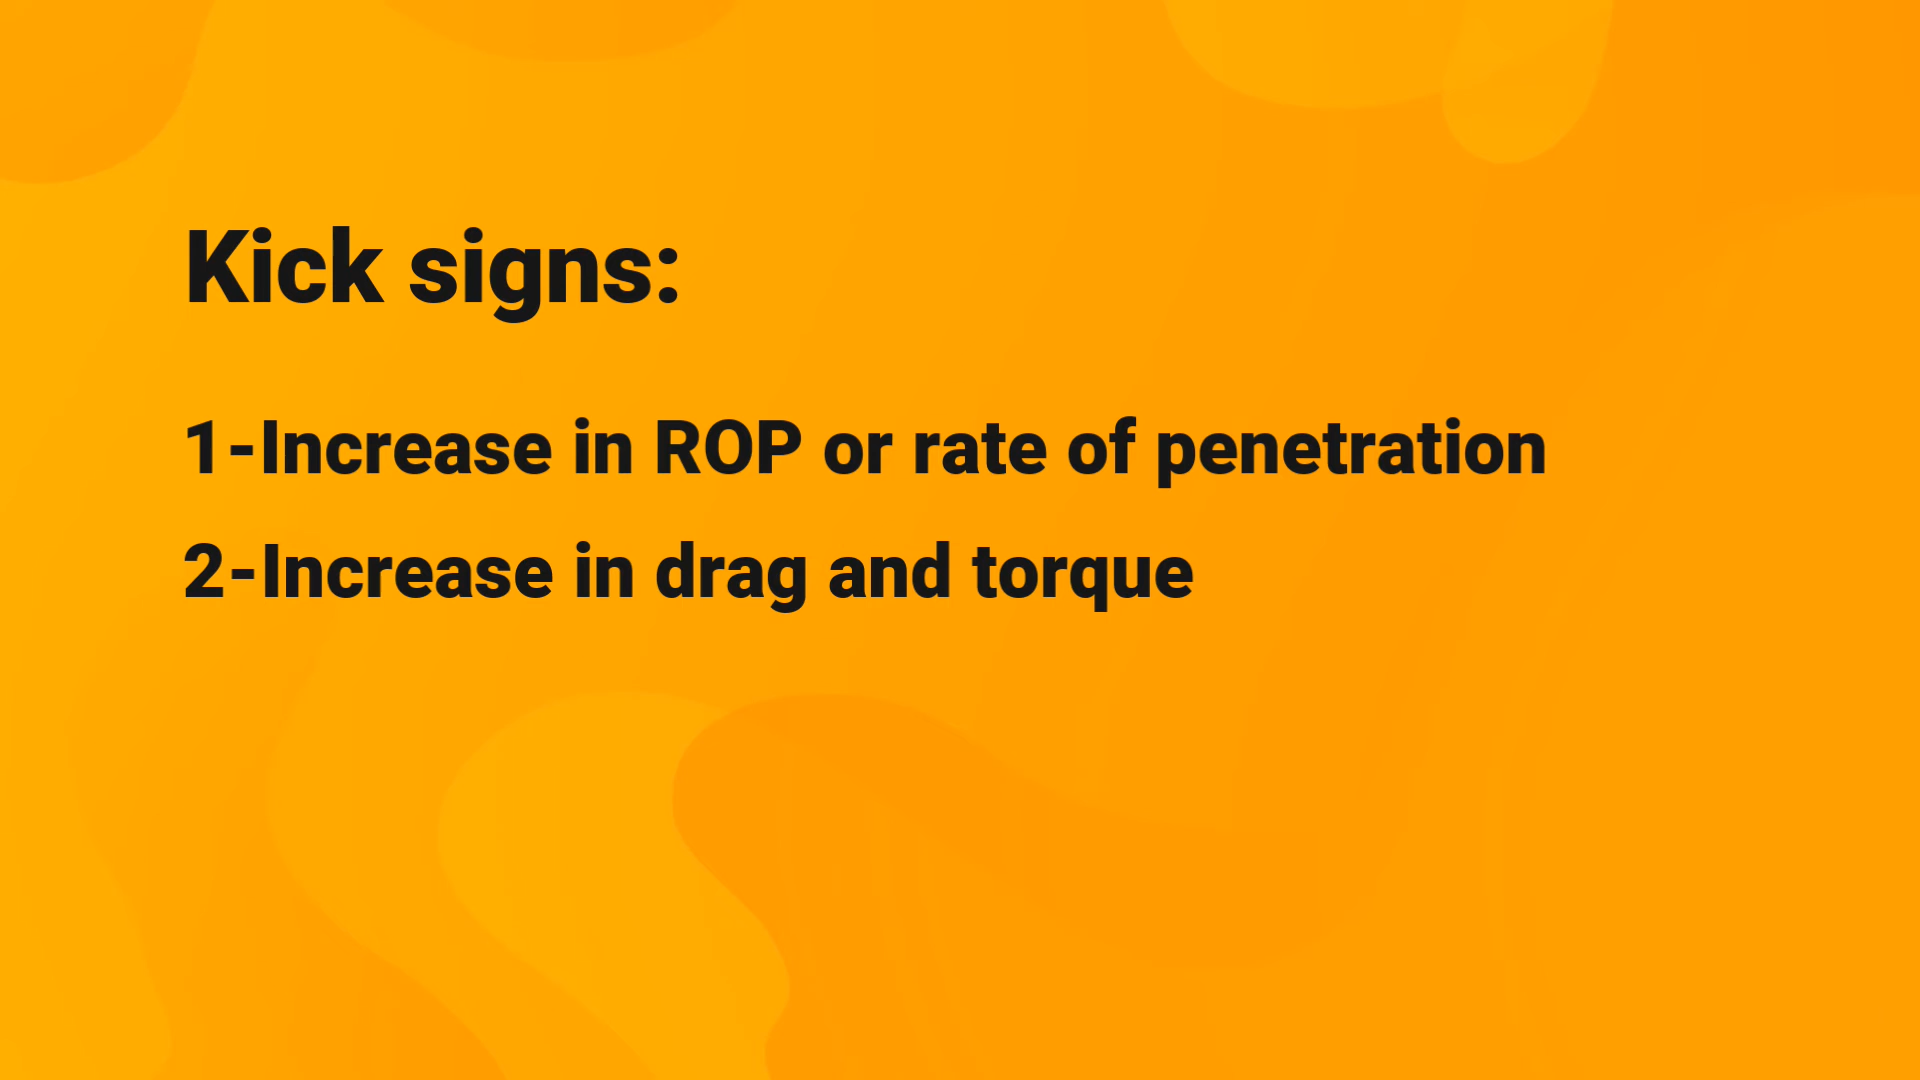 Kick signs:
1-Increase in ROP or rate of penetration
2-Increase in drag and torque